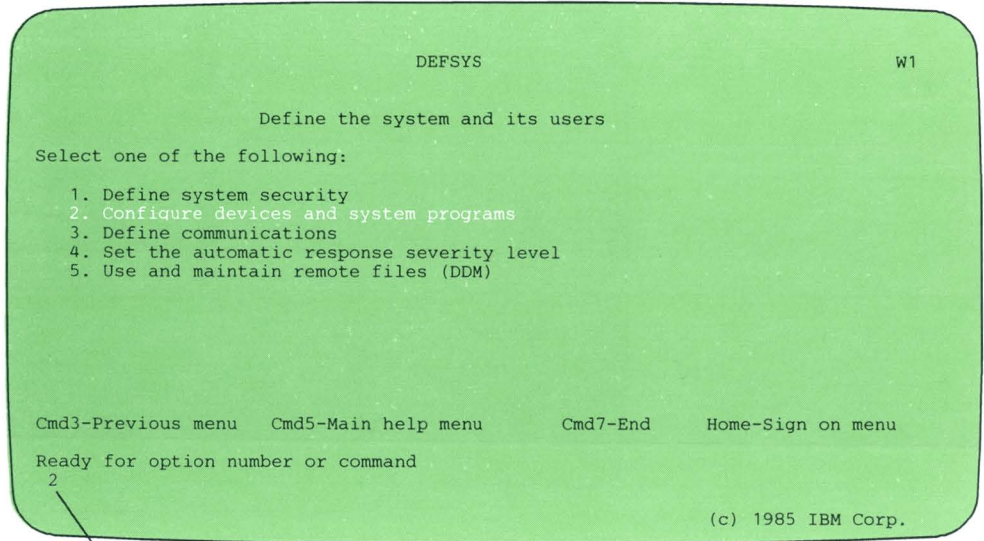 DEFSYS W1
Define the system and its users
Select one of the following:
1. Define system security
2. Configure devices and system programs
3. Define communications
4. Set the automatic response severity level
5. Use and maintain remote files (DDM)
Cmd3-Previous menu Cmd5-Main help menu Cmd7-End Home-Sign on menu
Ready for option number or command
2
(c) 1985 IBM Corp.